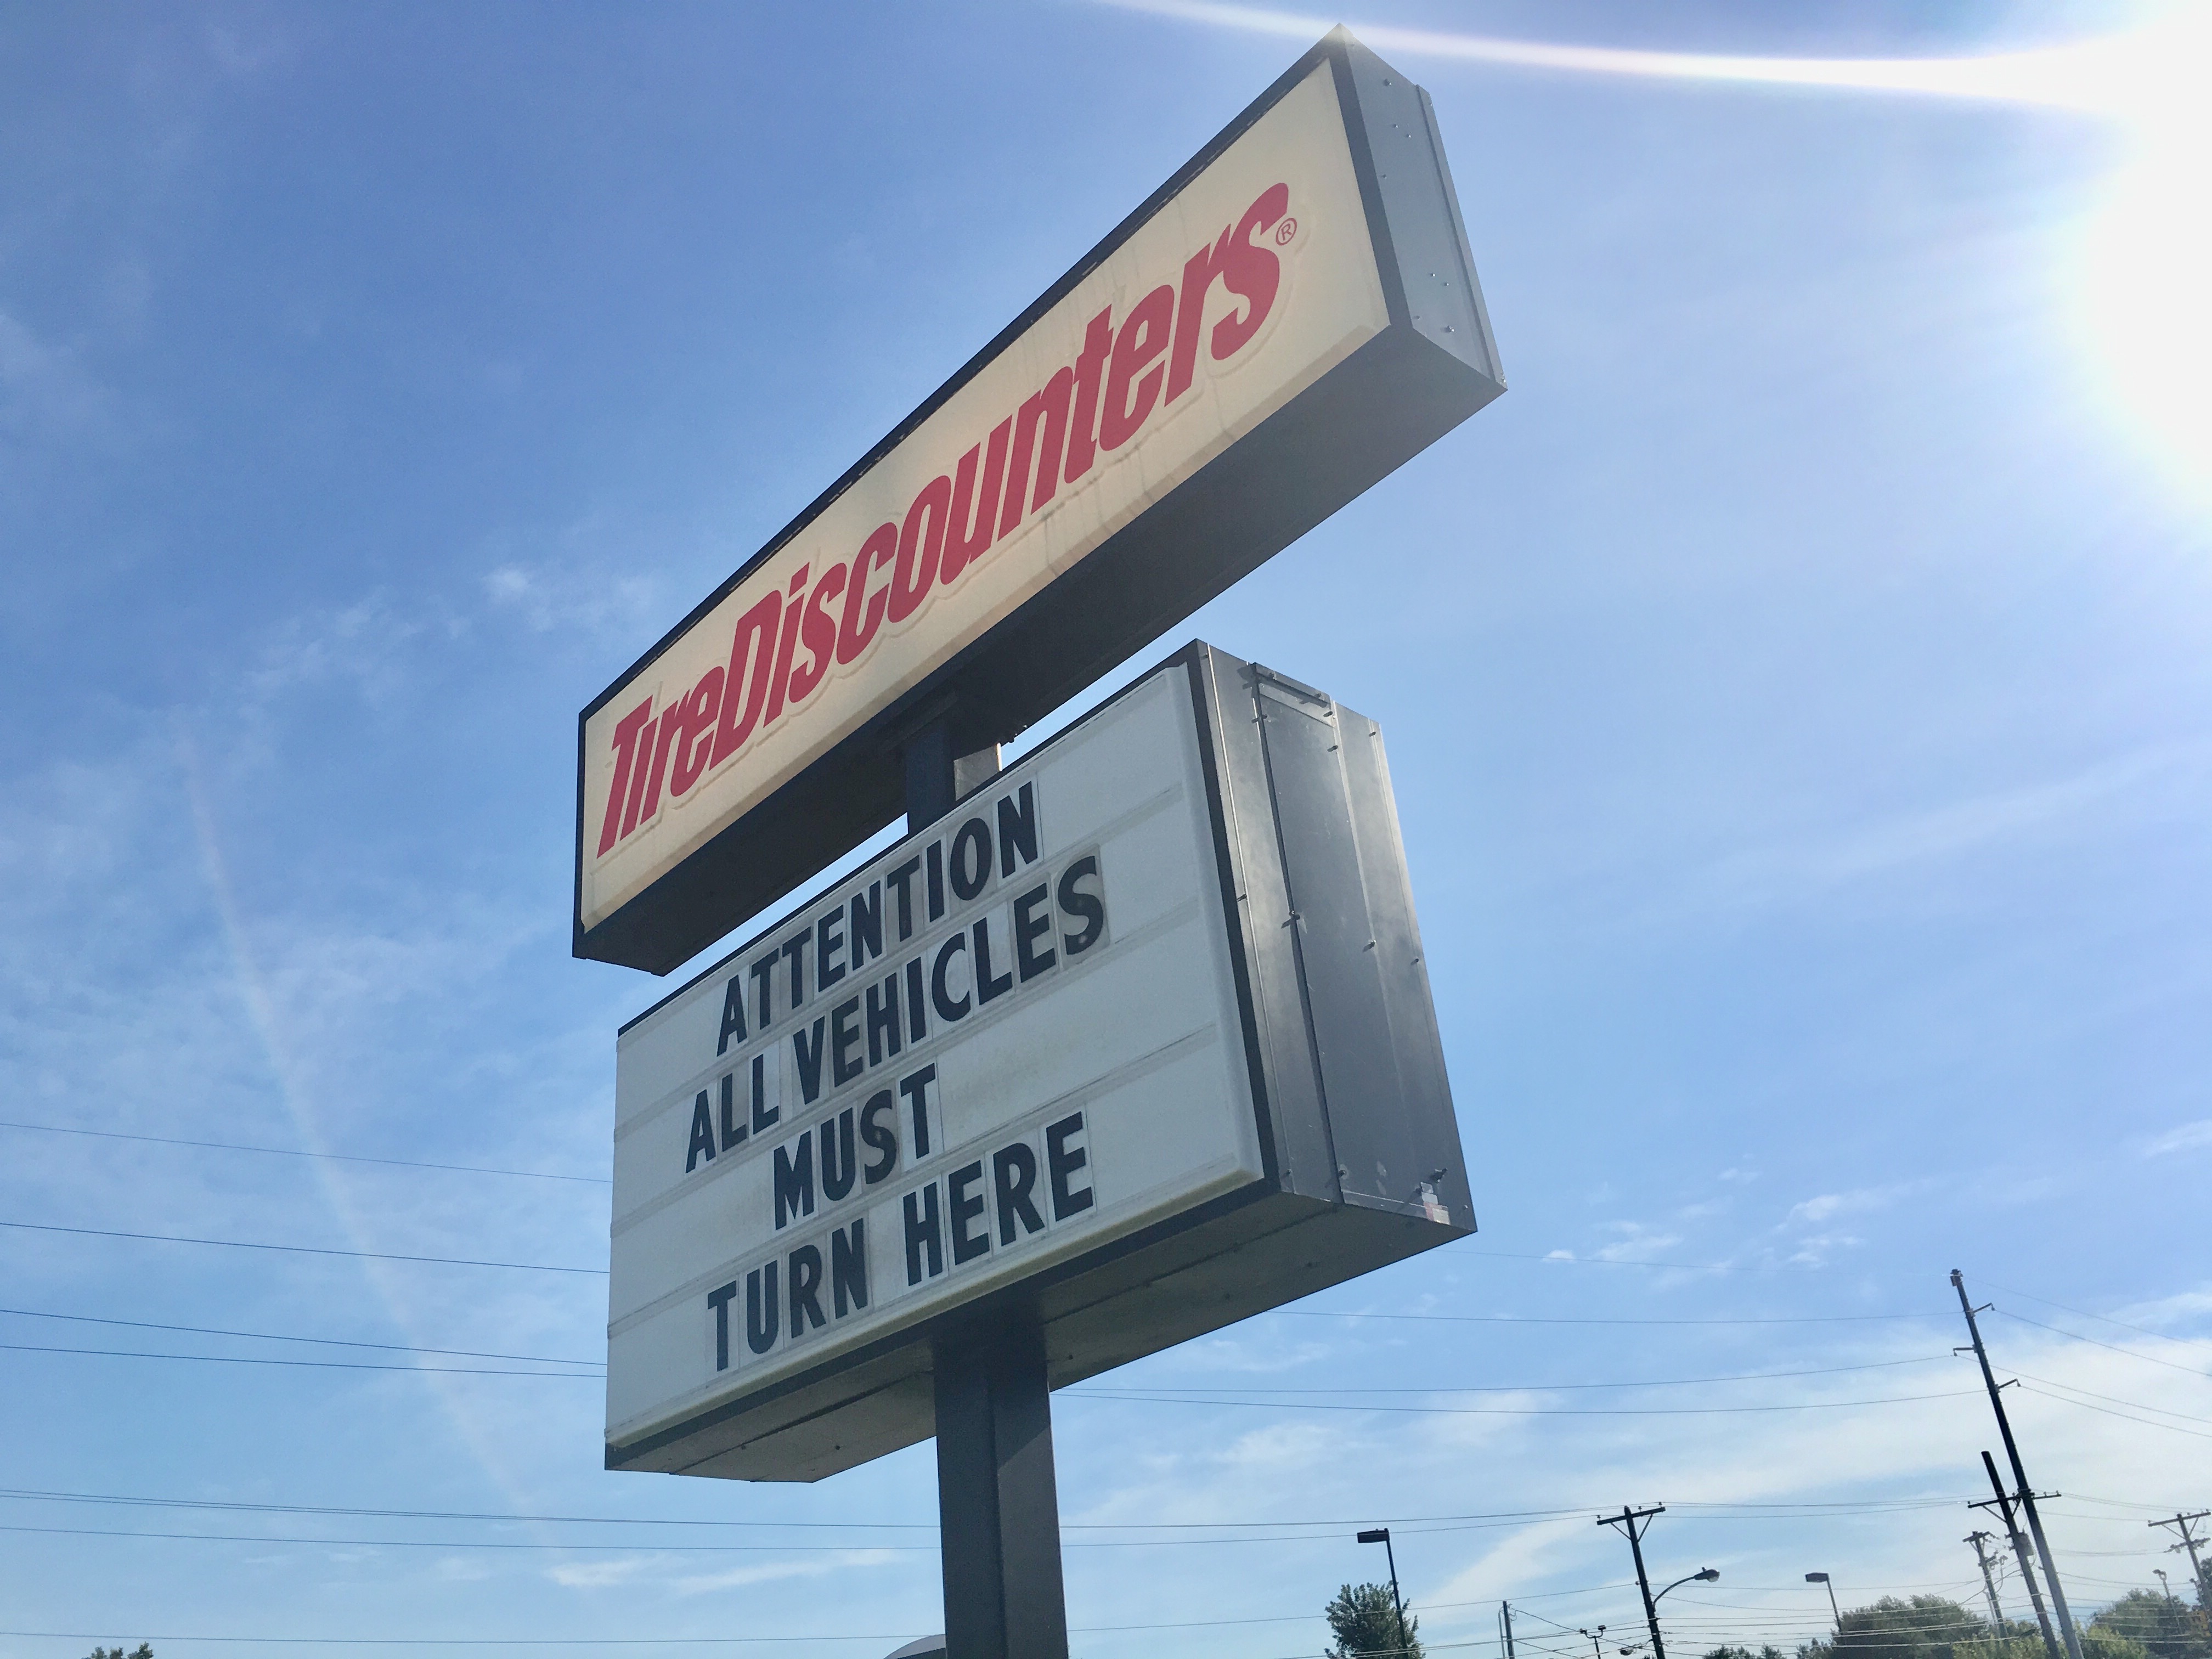 TireDiscounters®
ATTENTION
ALL VEHICLES
MUST
TURN HERE